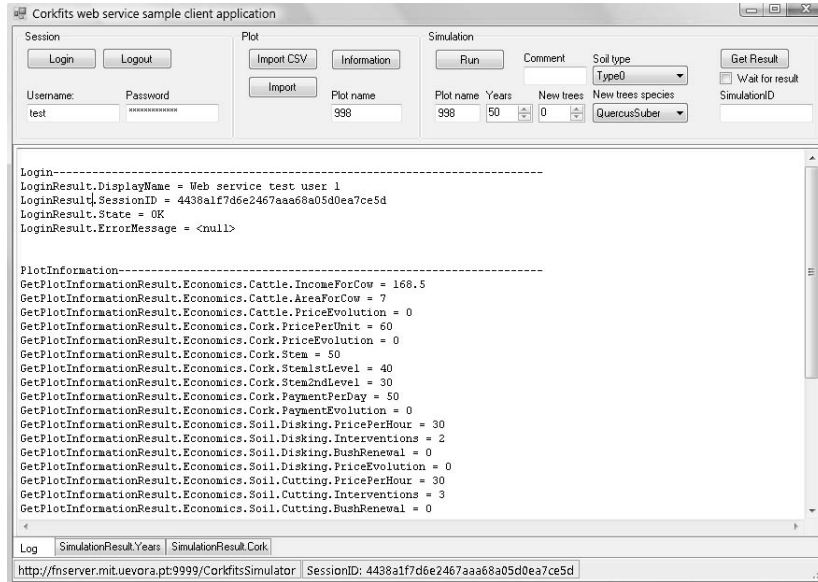 Corkfits web service sample client application
Session
Login
Logout
Username:
Password
test
************
Plot
Import CSV
Information
Import
Plot name
998
Simulation
Run
Comment
Soil type
Type0
Get Result
Wait for result
Plot name
Years
New trees
New trees species
SimulationID
998
50
0
QuercusSuber
Login--------------------------------------------------------------------------
LoginResult.DisplayName = Web service test user 1
LoginResult.SessionID = 4438a1f7d6e2467aaa68a05d0ea7ce5d
LoginResult.State = OK
LoginResult.ErrorMessage = <null>
PlotInformation----------------------------------------------------------------
GetPlotInformationResult.Economics.Cattle.IncomeForCow = 168.5
GetPlotInformationResult.Economics.Cattle.AreaForCow = 7
GetPlotInformationResult.Economics.Cattle.PriceEvolution = 0
GetPlotInformationResult.Economics.Cork.PricePerUnit = 60
GetPlotInformationResult.Economics.Cork.PriceEvolution = 0
GetPlotInformationResult.Economics.Cork.Stem = 50
GetPlotInformationResult.Economics.Cork.Stem1stLevel = 40
GetPlotInformationResult.Economics.Cork.Stem2ndLevel = 30
GetPlotInformationResult.Economics.Cork.PaymentPerDay = 50
GetPlotInformationResult.Economics.Cork.PaymentEvolution = 0
GetPlotInformationResult.Economics.Soil.Disking.PricePerHour = 30
GetPlotInformationResult.Economics.Soil.Disking.Interventions = 2
GetPlotInformationResult.Economics.Soil.Disking.BushRenewal = 0
GetPlotInformationResult.Economics.Soil.Disking.PriceEvolution = 0
GetPlotInformationResult.Economics.Soil.Cutting.PricePerHour = 30
GetPlotInformationResult.Economics.Soil.Cutting.Interventions = 3
GetPlotInformationResult.Economics.Soil.Cutting.BushRenewal = 0
Log
SimulationResult.Years
SimulationResult.Cork
http://fnserver.mit.uevora.pt:9999/CorkfitsSimulator
SessionID: 4438a1f7d6e2467aaa68a05d0ea7ce5d